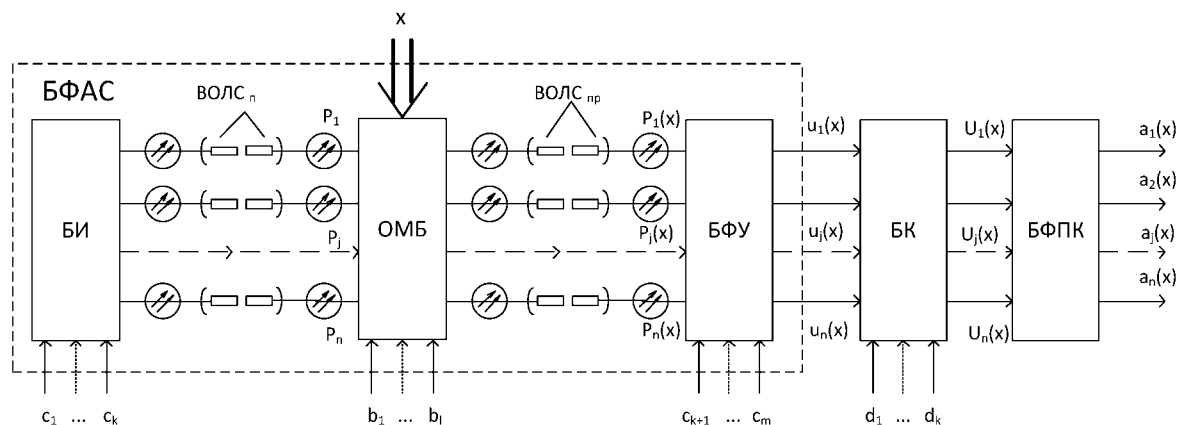 x
БФАС
ВОЛС п
ВОЛС пр
P1
P1(x)
u1(x)
U1(x)
a1(x)
a2(x)
БИ
Pj
ОМБ
Pj(x)
БФУ
uj(x)
БК
Uj(x)
БФПК
aj(x)
an(x)
Pn
Pn(x)
un(x)
Un(x)
c1 ... ck
b1 ... bl
ck+1 ... cm
d1 ... dk